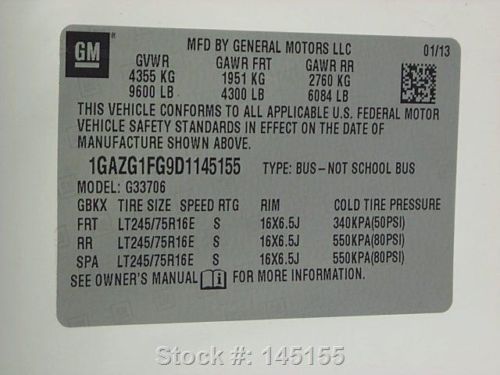 GM
MFD BY GENERAL MOTORS LLC 01/13
GVWR GAWR FRT GAWR RR
4355 KG 1951 KG 2760 KG
9600 LB 4300 LB 6084 LB
THIS VEHICLE CONFORMS TO ALL APPLICABLE U.S. FEDERAL MOTOR
VEHICLE SAFETY STANDARDS IN EFFECT ON THE DATE OF
MANUFACTURE SHOWN ABOVE.
1GAZG1FG9D1145155 TYPE: BUS–NOT SCHOOL BUS
MODEL: G33706
GBKX TIRE SIZE SPEED RTG RIM COLD TIRE PRESSURE
FRT LT245/75R16E S 16X6.5J 340KPA(50PSI)
RR LT245/75R16E S 16X6.5J 550KPA(80PSI)
SPA LT245/75R16E S 16X6.5J 550KPA(80PSI)
SEE OWNER'S MANUAL FOR MORE INFORMATION.
Stock #: 145155